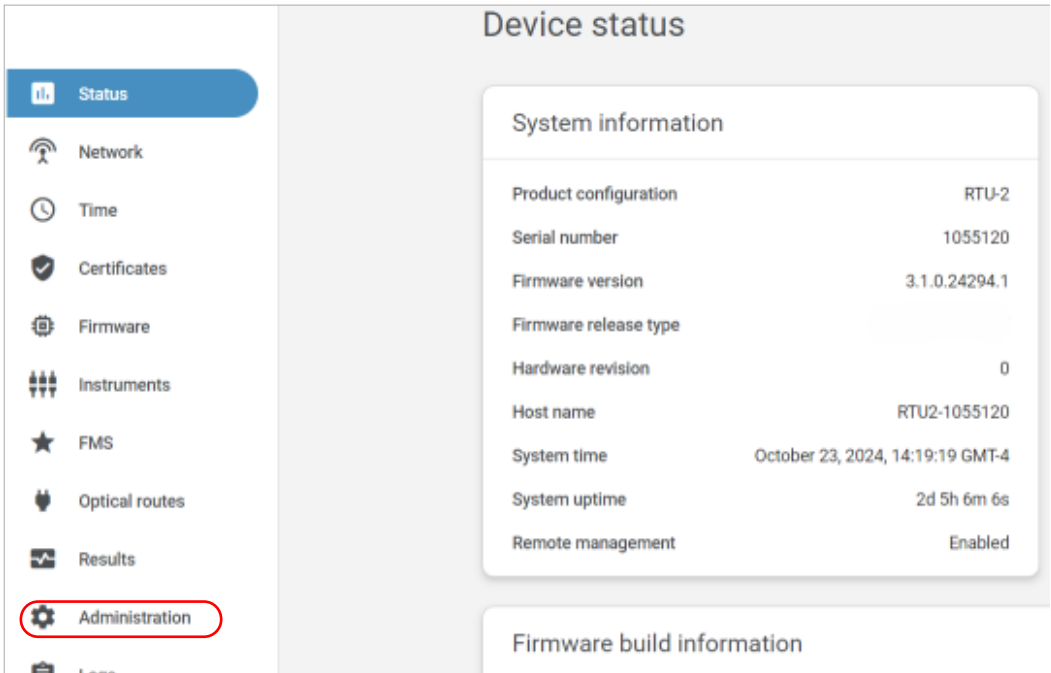 Device status
Status
Network
Time
Certificates
Firmware
Instruments
FMS
Optical routes
Results
Administration
Logs
System information
Product configuration RTU-2
Serial number 1055120
Firmware version 3.1.0.24294.1
Firmware release type
Hardware revision 0
Host name RTU2-1055120
System time October 23, 2024, 14:19:19 GMT-4
System uptime 2d 5h 6m 6s
Remote management Enabled
Firmware build information